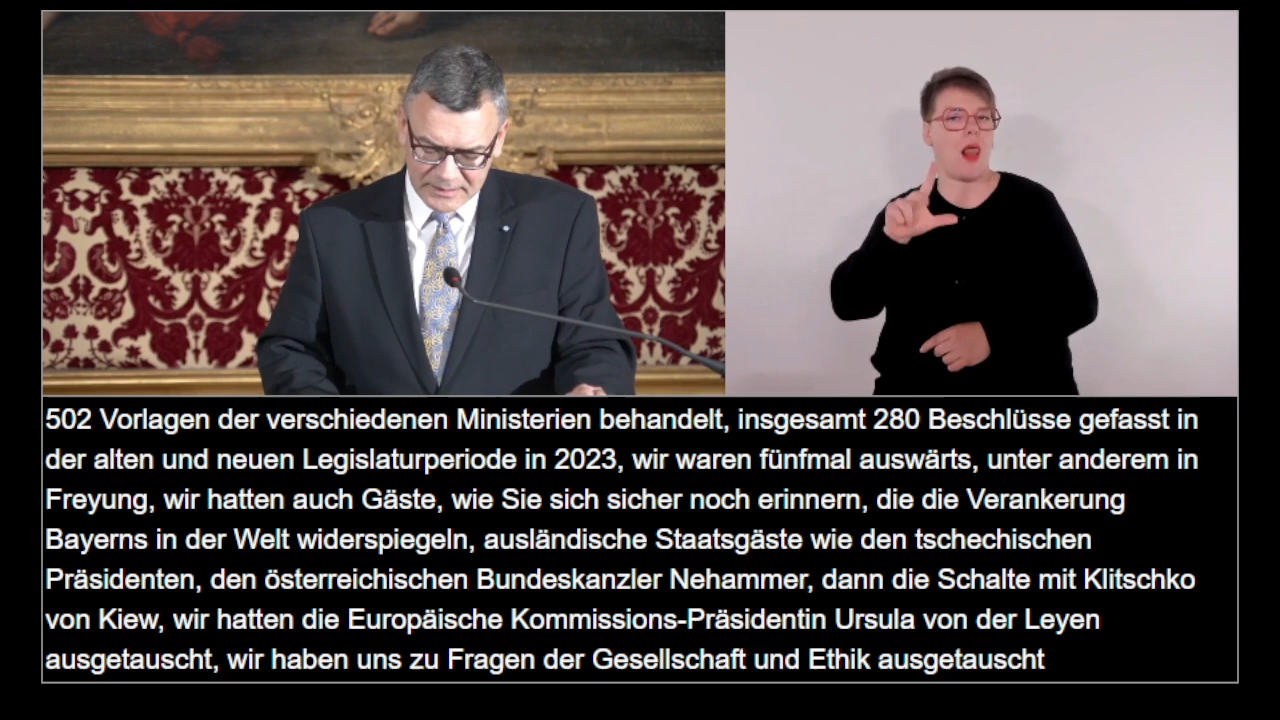 502 Vorlagen der verschiedenen Ministerien behandelt, insgesamt 280 Beschlüsse gefasst in
der alten und neuen Legislaturperiode in 2023, wir waren fünfmal auswärts, unter anderem in
Freyung, wir hatten auch Gäste, wie Sie sich sicher noch erinnern, die die Verankerung
Bayerns in der Welt widerspiegeln, ausländische Staatsgäste wie den tschechischen
Präsidenten, den österreichischen Bundeskanzler Nehammer, dann die Schalte mit Klitschko
von Kiew, wir hatten die Europäische Kommissions-Präsidentin Ursula von der Leyen
ausgetauscht, wir haben uns zu Fragen der Gesellschaft und Ethik ausgetauscht